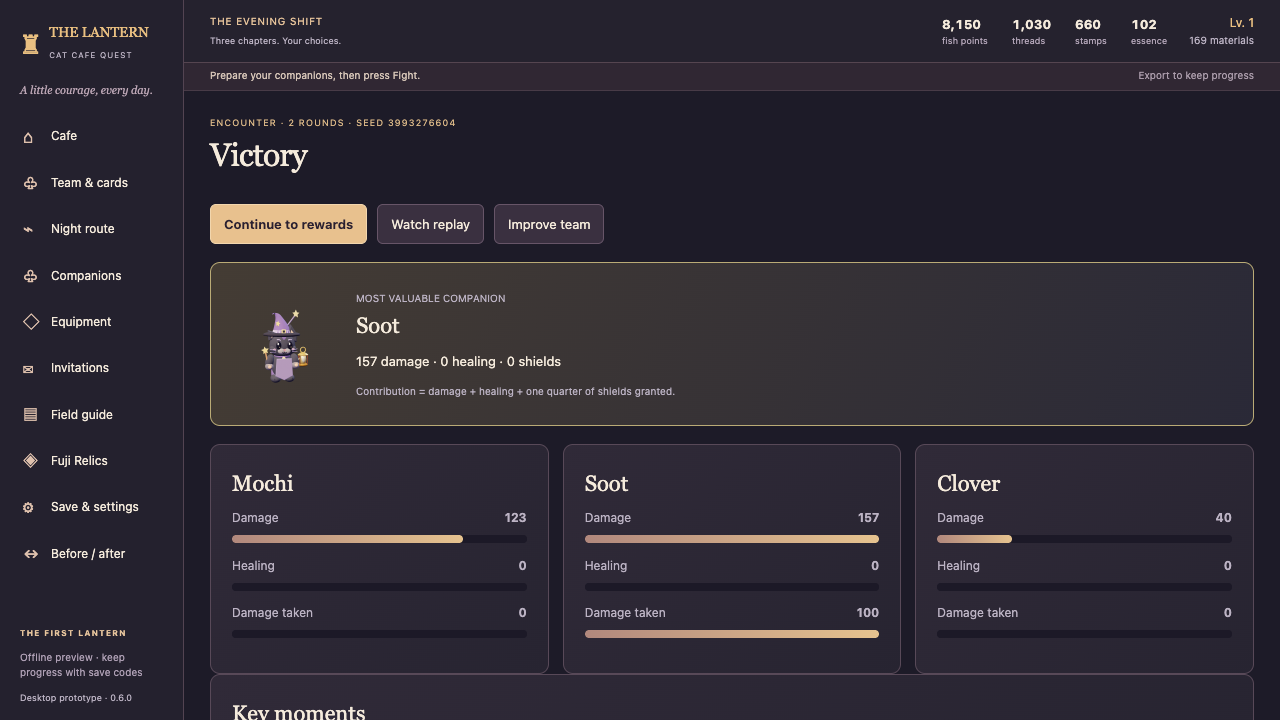 THE LANTERN
CAT CAFE QUEST
A little courage, every day.
Cafe
Team & cards
Night route
Companions
Equipment
Invitations
Field guide
Fuji Relics
Save & settings
Before / after
THE FIRST LANTERN
Offline preview · keep
progress with save codes
Desktop prototype · 0.6.0
THE EVENING SHIFT
Three chapters. Your choices.
8,150
fish points
1,030
threads
660
stamps
102
essence
Lv. 1
169 materials
Prepare your companions, then press Fight.
Export to keep progress
ENCOUNTER · 2 ROUNDS · SEED 3993276604
Victory
Continue to rewards
Watch replay
Improve team
MOST VALUABLE COMPANION
Soot
157 damage · 0 healing · 0 shields
Contribution = damage + healing + one quarter of shields granted.
Mochi
Damage 123
Healing 0
Damage taken 0
Soot
Damage 157
Healing 0
Damage taken 100
Clover
Damage 40
Healing 0
Damage taken 0
Key moments